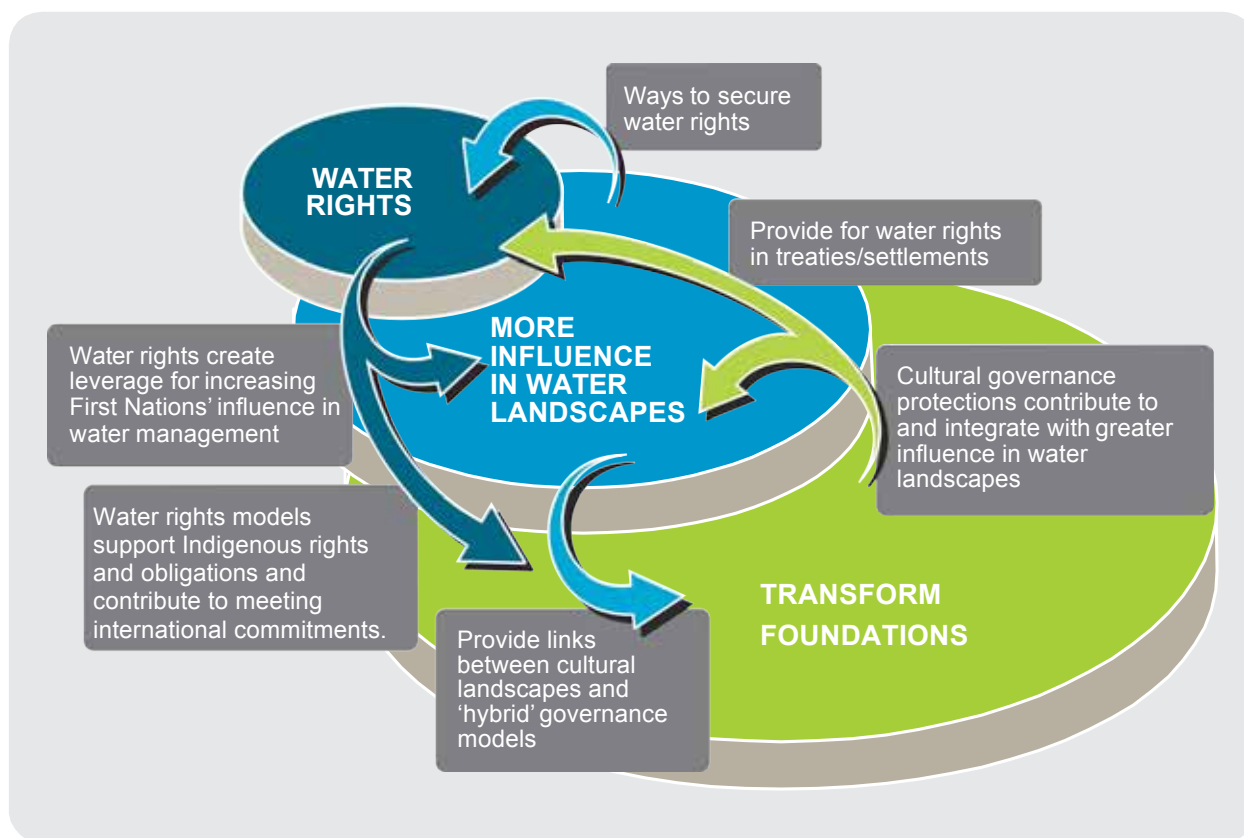 Ways to secure
water rights
WATER
RIGHTS
Provide for water rights
in treaties/settlements
MORE
INFLUENCE
IN WATER
LANDSCAPES
Water rights create
leverage for increasing
First Nations’ influence in
water management
Cultural governance
protections contribute to
and integrate with greater
influence in water
landscapes
Water rights models
support Indigenous rights
and obligations and
contribute to meeting
international commitments.
TRANSFORM
FOUNDATIONS
Provide links
between cultural
landscapes and
‘hybrid’ governance
models